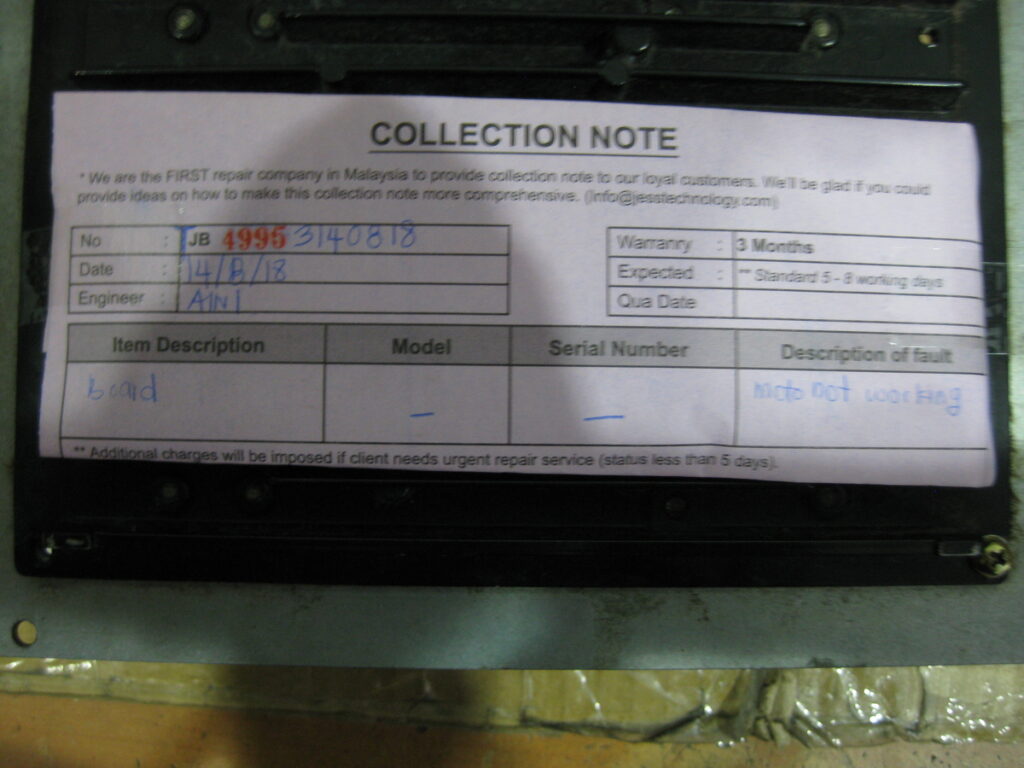 COLLECTION NOTE
* We are the FIRST repair company in Malaysia to provide collection note to our loyal customers. We'll be glad if you could
provide ideas on how to make this collection note more comprehensive. (info@jesstechnology.com)
No : JB 4995 3140818
Date : 14/8/18
Engineer : AINI
Warranry : 3 Months
Expected : ** Standard 5 - 8 working days
Qua Date
Item Description Model Serial Number Description of fault
Board — — moto not working
** Additional charges will be imposed if client needs urgent repair service (status less than 5 days).